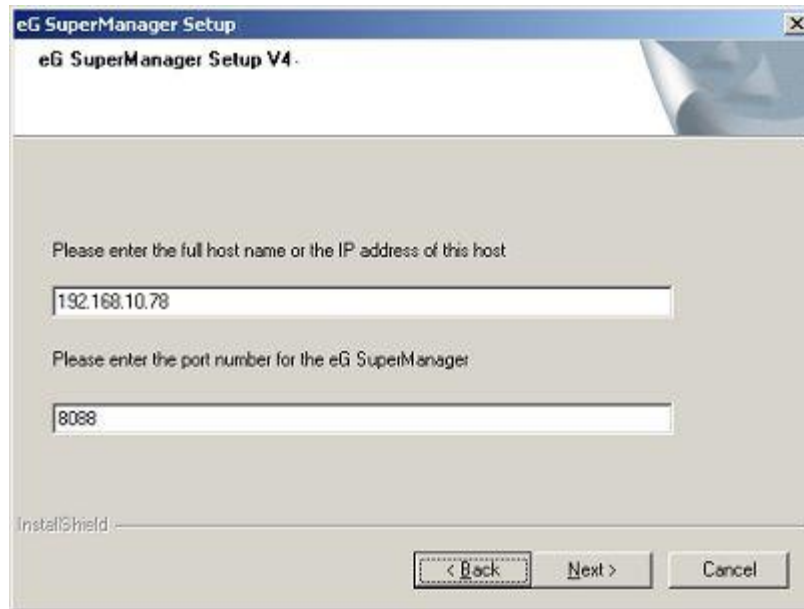 eG SuperManager Setup
eG SuperManager Setup V4.
Please enter the full host name or the IP address of this host
192.168.10.78
Please enter the port number for the eG SuperManager
8088
InstallShield
< Back
Next >
Cancel